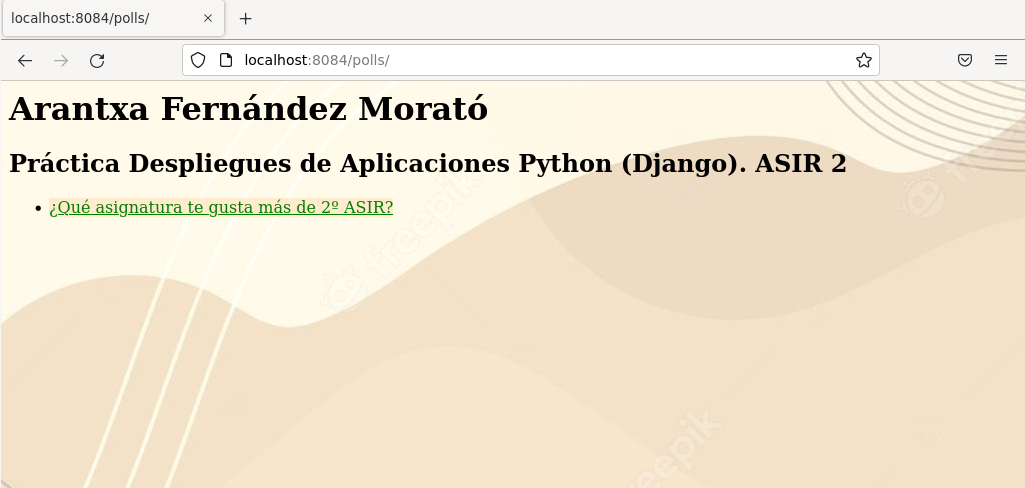 localhost:8084/polls/
localhost:8084/polls/
Arantxa Fernández Morató
Práctica Despliegues de Aplicaciones Python (Django). ASIR 2
¿Qué asignatura te gusta más de 2º ASIR?
freepik
freepik